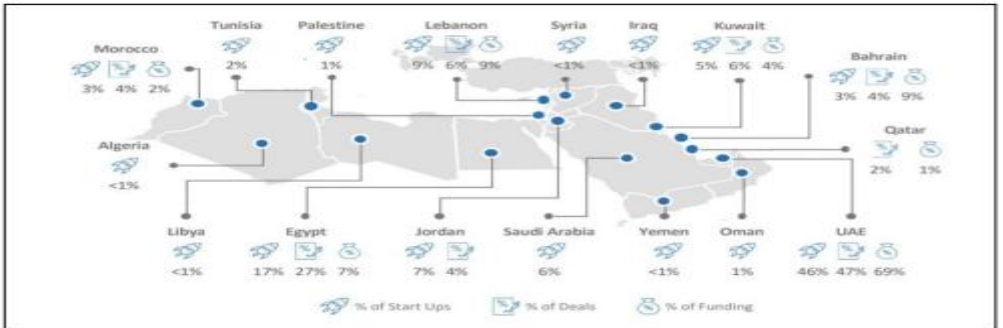 Tunisia Palestine Lebanon Syria Iraq Kuwait
Morocco 2% 1% 9% 6% 9% <1% <1% 5% 6% 4% Bahrain
3% 4% 2% 3% 4% 9%
Algeria Qatar
<1% 2% 1%
Libya Egypt Jordan Saudi Arabia Yemen Oman UAE
<1% 17% 27% 7% 7% 4% 6% <1% 1% 46% 47% 69%
% of Start Ups % of Deals % of Funding